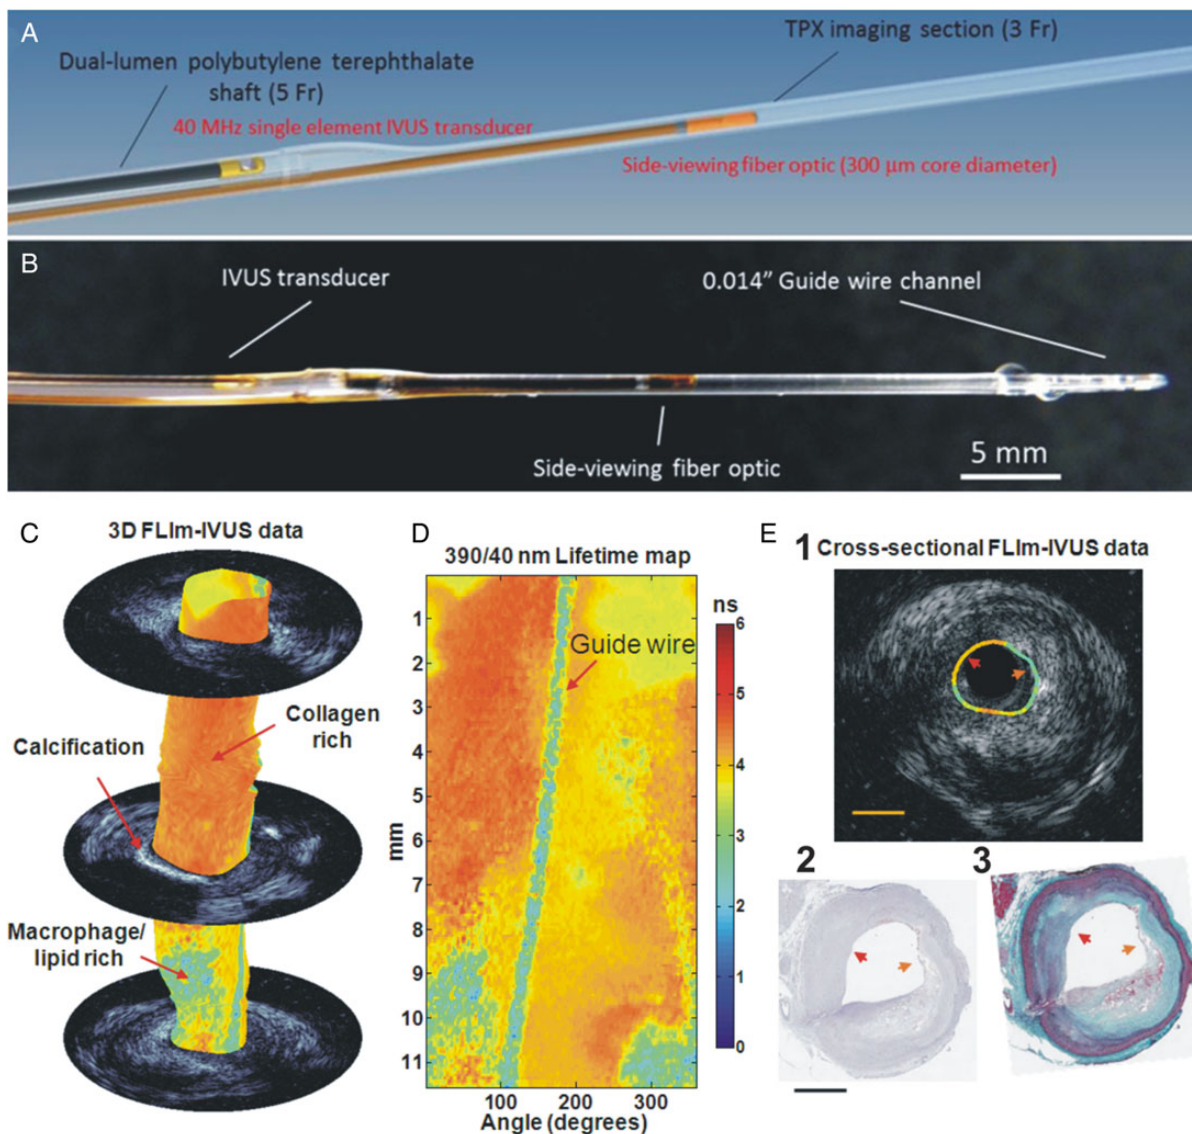 A
TPX imaging section (3 Fr)
Dual-lumen polybutylene terephthalate
shaft (5 Fr)
40 MHz single element IVUS transducer
Side-viewing fiber optic (300 µm core diameter)
B
IVUS transducer
0.014” Guide wire channel
Side-viewing fiber optic
5 mm
C
3D FLIm-IVUS data
Collagen
rich
Calcification
Macrophage/
lipid rich
D
390/40 nm Lifetime map
ns
Guide wire
mm
1
2
3
4
5
6
7
8
9
10
11
100 200 300
Angle (degrees)
6
5
4
3
2
1
0
E
1 Cross-sectional FLIm-IVUS data
2
3